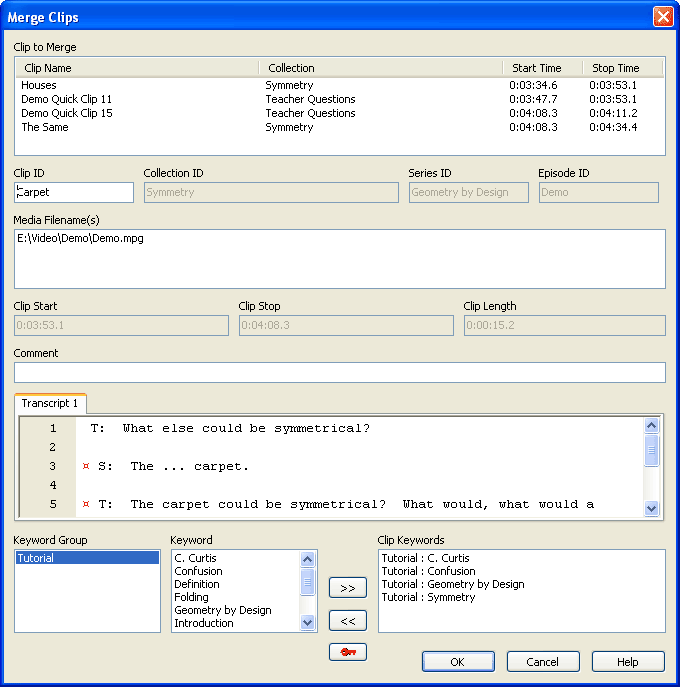 Merge Clips
Clip to Merge
Clip Name Collection Start Time Stop Time
Houses Symmetry 0:03:34.6 0:03:53.1
Demo Quick Clip 11 Teacher Questions 0:03:47.7 0:03:53.1
Demo Quick Clip 15 Teacher Questions 0:04:08.3 0:04:11.2
The Same Symmetry 0:04:08.3 0:04:34.4
Clip ID Collection ID Series ID Episode ID
Carpet Symmetry Geometry by Design Demo
Media Filename(s)
E:\Video\Demo\Demo.mpg
Clip Start Clip Stop Clip Length
0:03:53.1 0:04:08.3 0:00:15.2
Comment
Transcript 1
1 T: What else could be symmetrical?
2
3 ¤ S: The ... carpet.
4
5 ¤ T: The carpet could be symmetrical? What would, what would a
Keyword Group Keyword Clip Keywords
Tutorial C. Curtis Tutorial : C. Curtis
Confusion Tutorial : Confusion
Definition Tutorial : Geometry by Design
Folding Tutorial : Symmetry
Geometry by Design
Introduction
>>
<<
OK Cancel Help